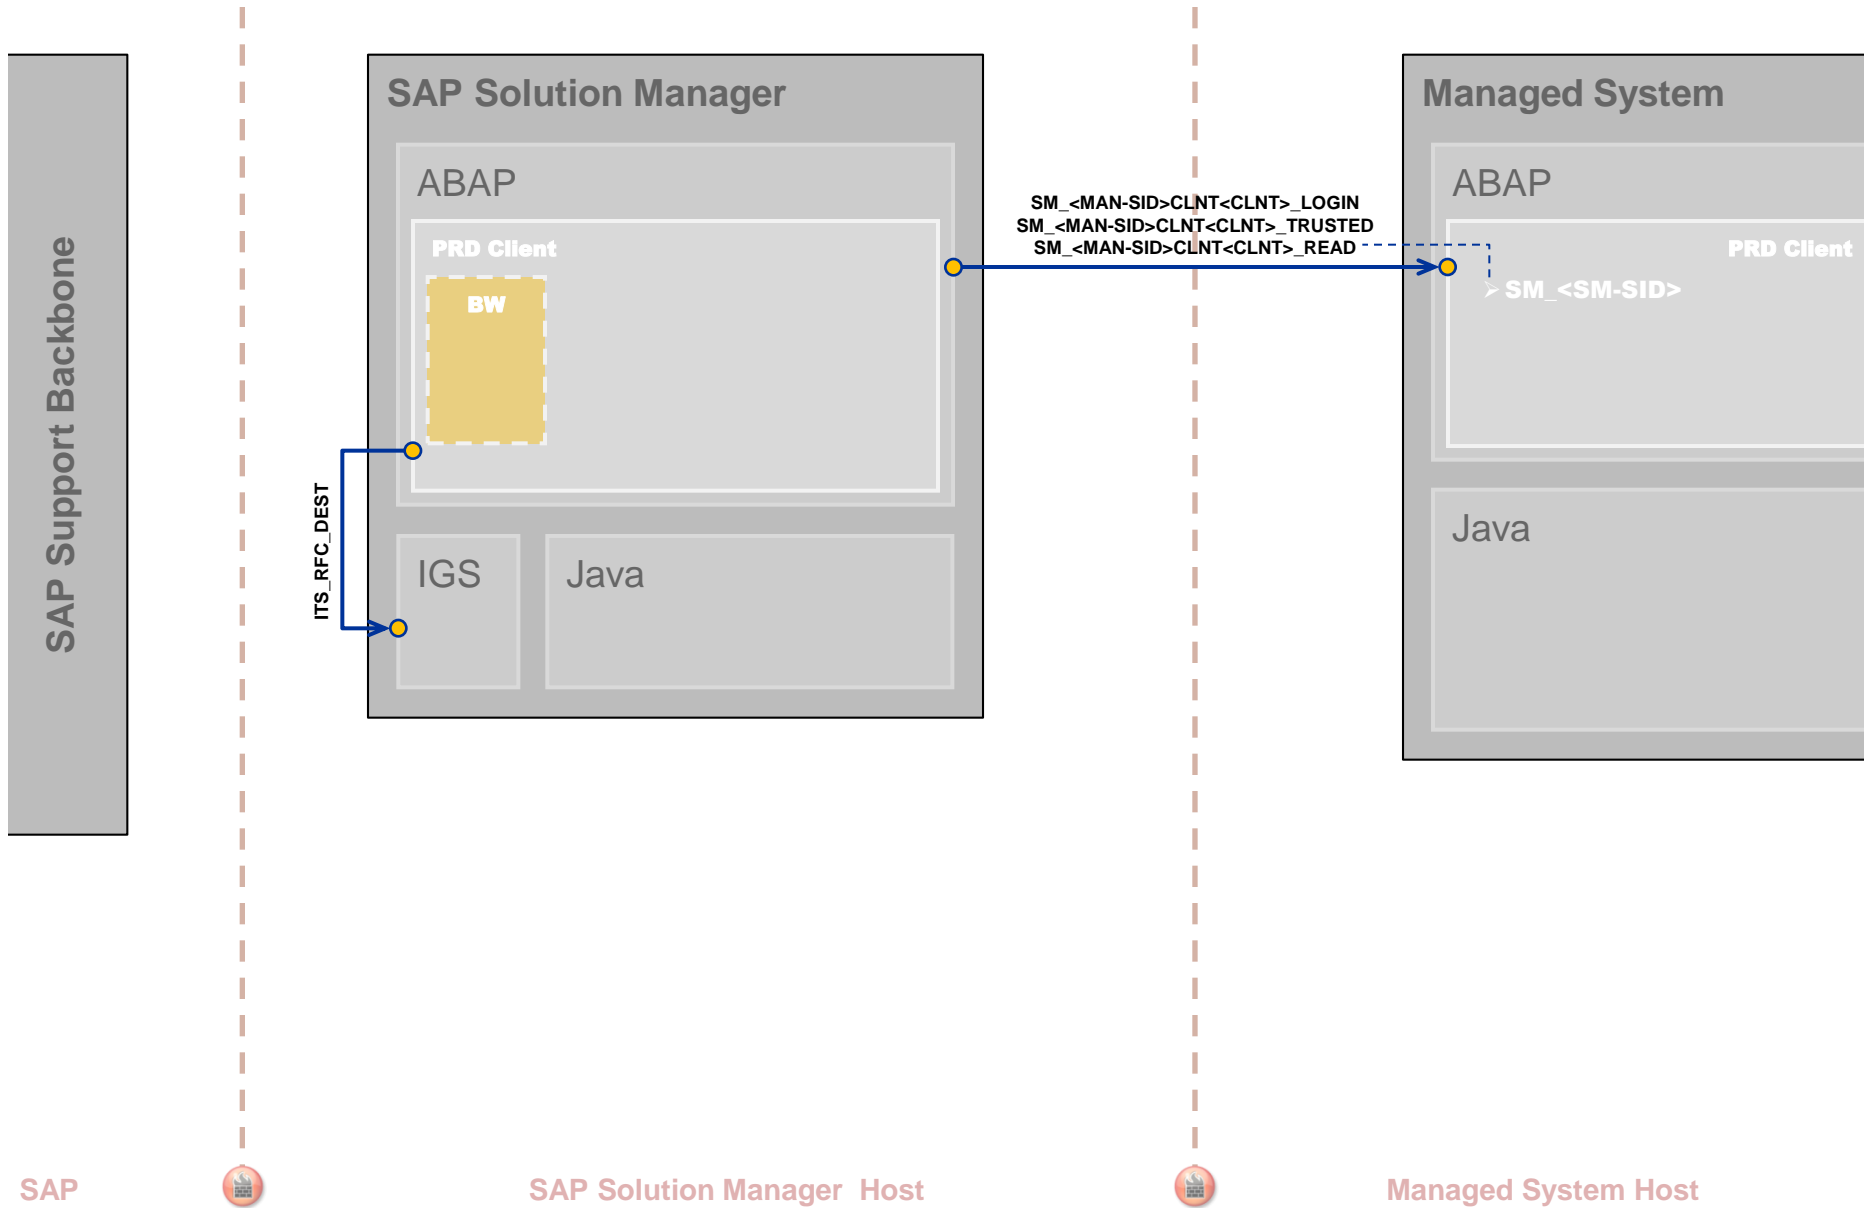 SAP Support Backbone
SAP Solution Manager
ABAP
PRD Client
BW
ITS_RFC_DEST
IGS
Java
SM_<MAN-SID>CLNT<CLNT>_LOGIN
SM_<MAN-SID>CLNT<CLNT>_TRUSTED
SM_<MAN-SID>CLNT<CLNT>_READ
Managed System
ABAP
PRD Client
SM_<SM-SID>
Java
SAP
SAP Solution Manager Host
Managed System Host